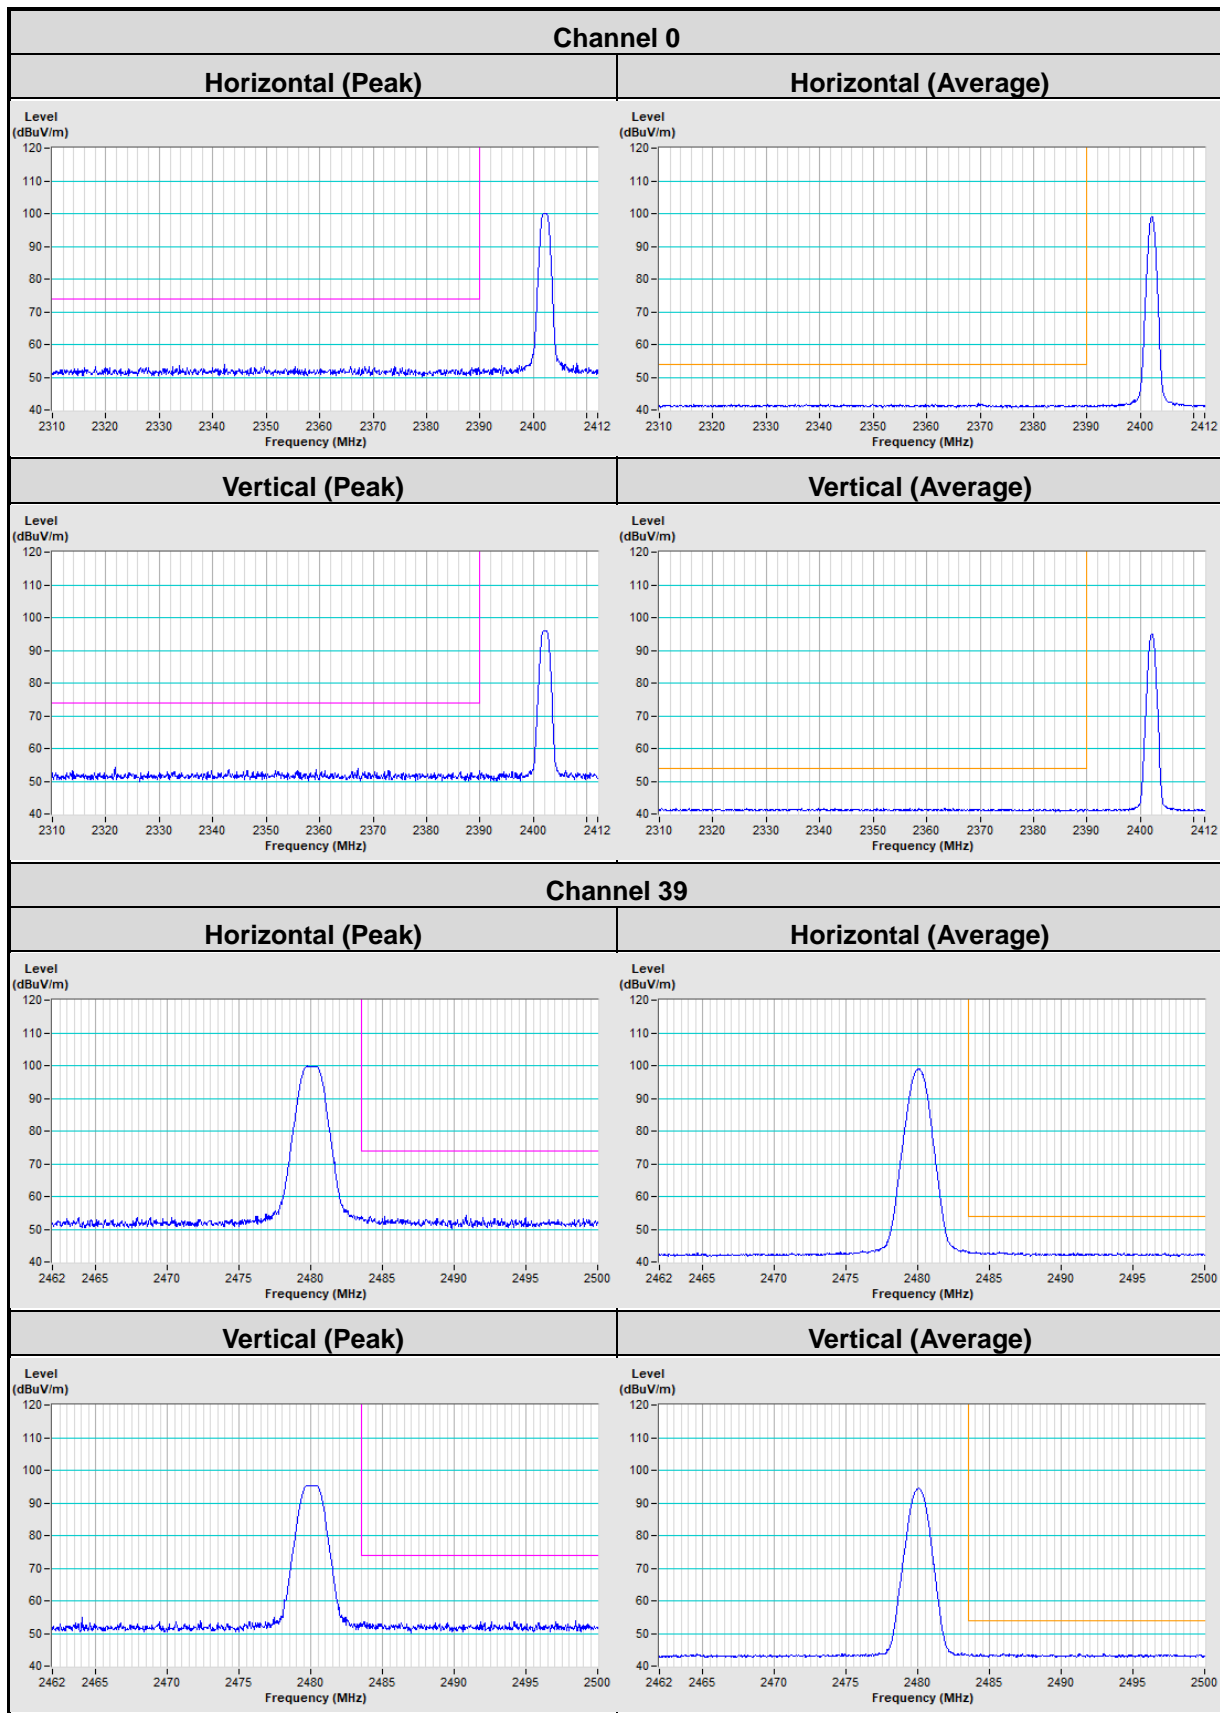 Channel 0
Horizontal (Peak)
Horizontal (Average)
Level
(dBuV/m)
120
110
100
90
80
70
60
50
40
2310 2320 2330 2340 2350 2360 2370 2380 2390 2400 2412
Frequency (MHz)
Level
(dBuV/m)
120
110
100
90
80
70
60
50
40
2310 2320 2330 2340 2350 2360 2370 2380 2390 2400 2412
Frequency (MHz)
Vertical (Peak)
Vertical (Average)
Level
(dBuV/m)
120
110
100
90
80
70
60
50
40
2310 2320 2330 2340 2350 2360 2370 2380 2390 2400 2412
Frequency (MHz)
Level
(dBuV/m)
120
110
100
90
80
70
60
50
40
2310 2320 2330 2340 2350 2360 2370 2380 2390 2400 2412
Frequency (MHz)
Channel 39
Horizontal (Peak)
Horizontal (Average)
Level
(dBuV/m)
120
110
100
90
80
70
60
50
40
2462 2465 2470 2475 2480 2485 2490 2495 2500
Frequency (MHz)
Level
(dBuV/m)
120
110
100
90
80
70
60
50
40
2462 2465 2470 2475 2480 2485 2490 2495 2500
Frequency (MHz)
Vertical (Peak)
Vertical (Average)
Level
(dBuV/m)
120
110
100
90
80
70
60
50
40
2462 2465 2470 2475 2480 2485 2490 2495 2500
Frequency (MHz)
Level
(dBuV/m)
120
110
100
90
80
70
60
50
40
2462 2465 2470 2475 2480 2485 2490 2495 2500
Frequency (MHz)